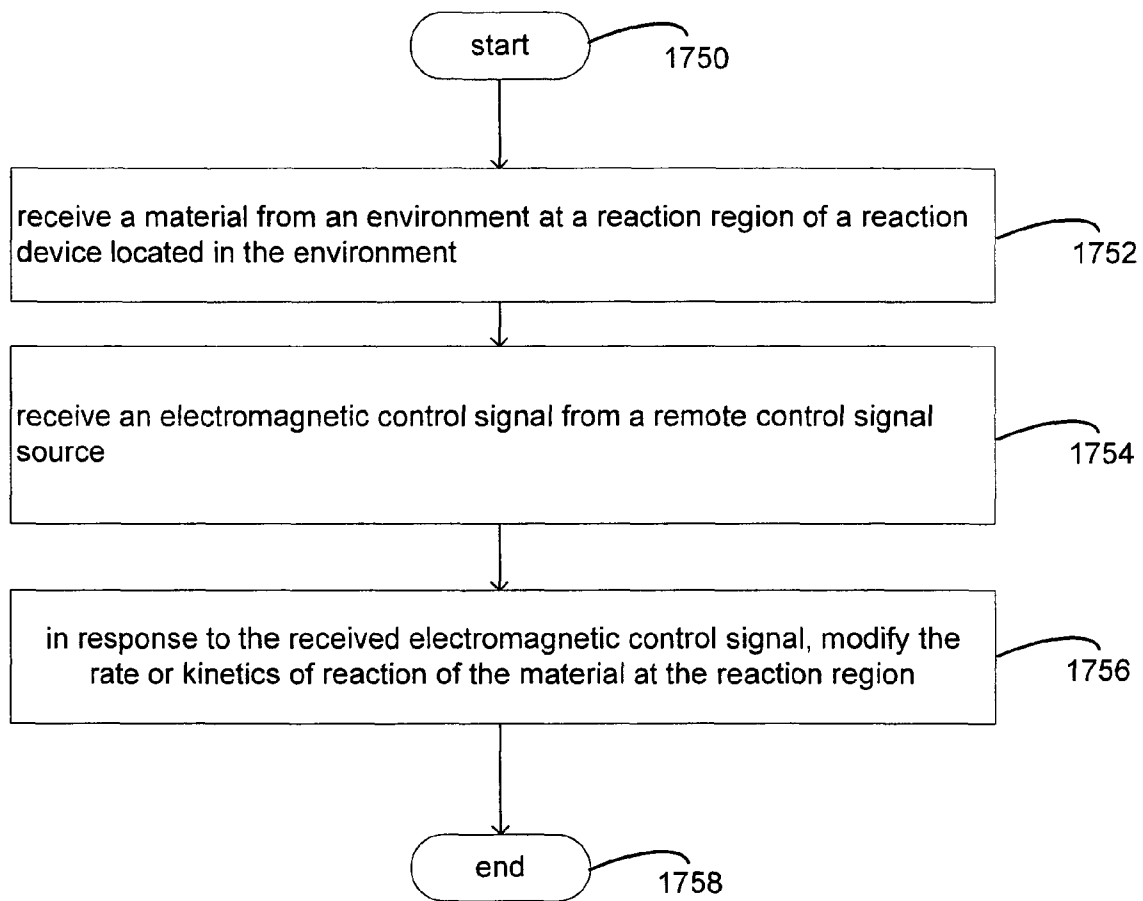 start
1750
receive a material from an environment at a reaction region of a reaction
device located in the environment
1752
receive an electromagnetic control signal from a remote control signal
source
1754
in response to the received electromagnetic control signal, modify the
rate or kinetics of reaction of the material at the reaction region
1756
end
1758